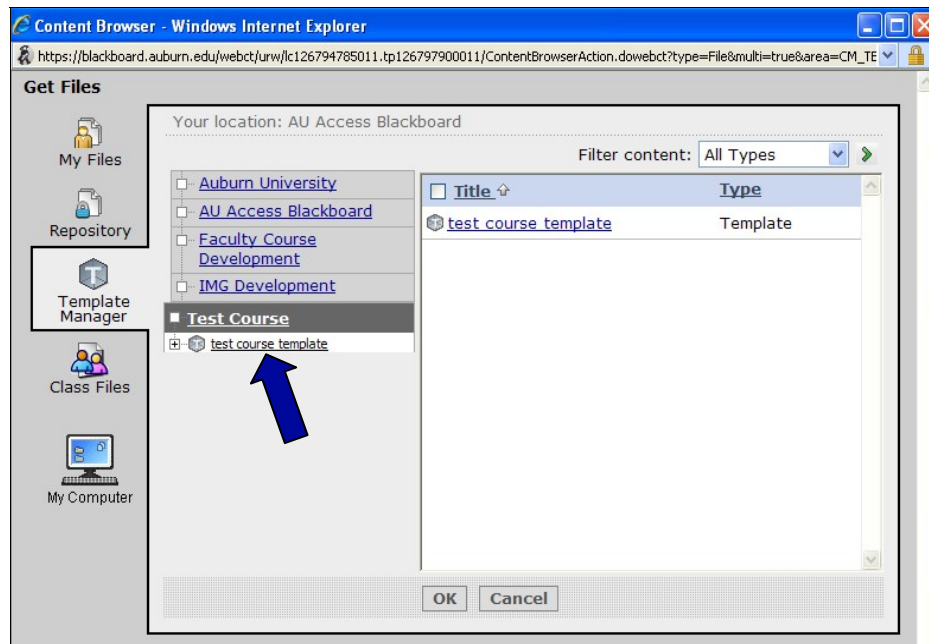 Content Browser - Windows Internet Explorer
https://blackboard.auburn.edu/webct/urw/lc126794785011.tp126797900011/ContentBrowserAction.dowebct?type=File&multi=true&area=CM_TE
Get Files
Your location: AU Access Blackboard
Filter content: All Types
My Files
Repository
Template
Manager
Class Files
My Computer
Auburn University
AU Access Blackboard
Faculty Course
Development
IMG Development
Test Course
test course template
Title Type
test course template Template
OK Cancel